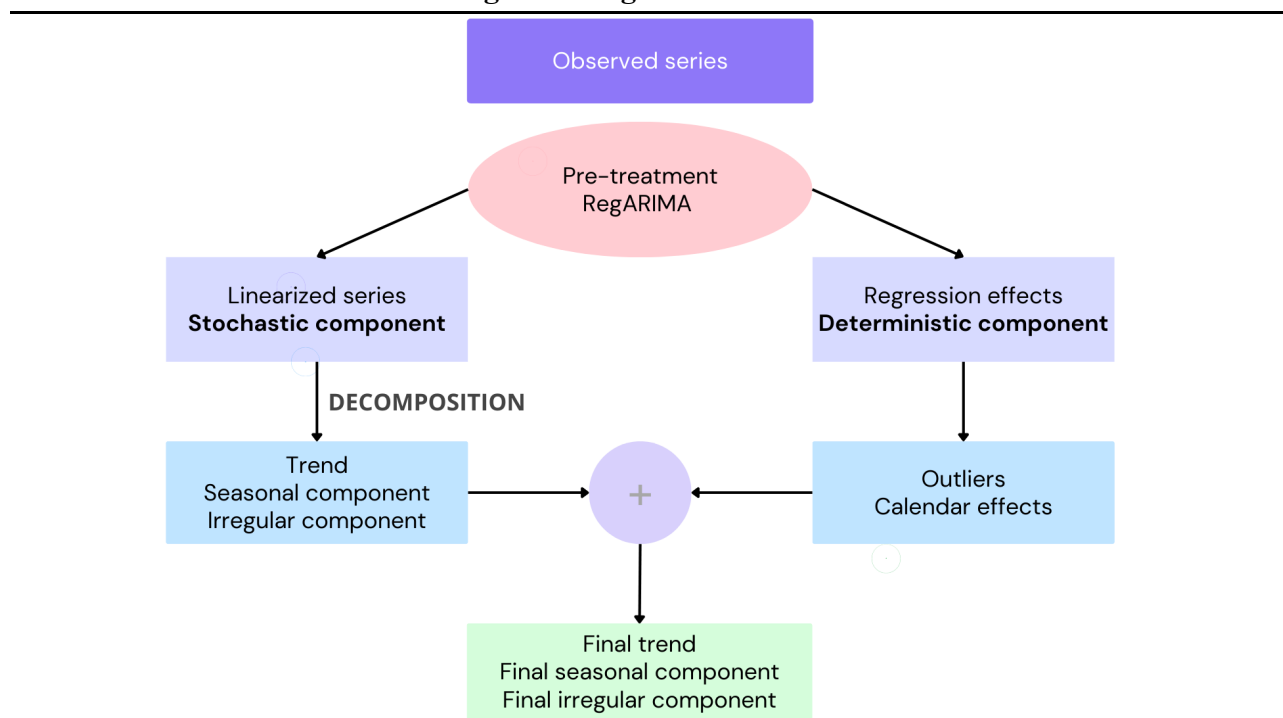 Observed series
Pre-treatment
RegARIMA
Linearized series
Stochastic component
Regression effects
Deterministic component
DECOMPOSITION
Trend
Seasonal component
Irregular component
+
Outliers
Calendar effects
Final trend
Final seasonal component
Final irregular component